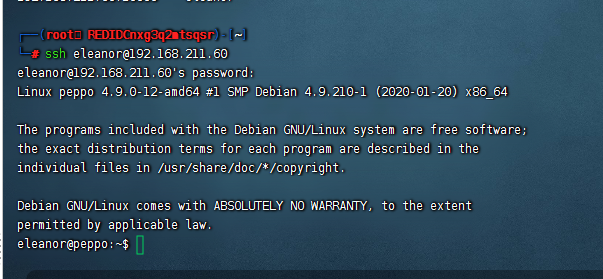 (root REDIDCnxg3q2mtsqsr)-[~]
# ssh eleanor@192.168.211.60
eleanor@192.168.211.60's password:
Linux peppo 4.9.0-12-amd64 #1 SMP Debian 4.9.210-1 (2020-01-20) x86_64
The programs included with the Debian GNU/Linux system are free software;
the exact distribution terms for each program are described in the
individual files in /usr/share/doc/*/copyright.
Debian GNU/Linux comes with ABSOLUTELY NO WARRANTY, to the extent
permitted by applicable law.
eleanor@peppo:~$